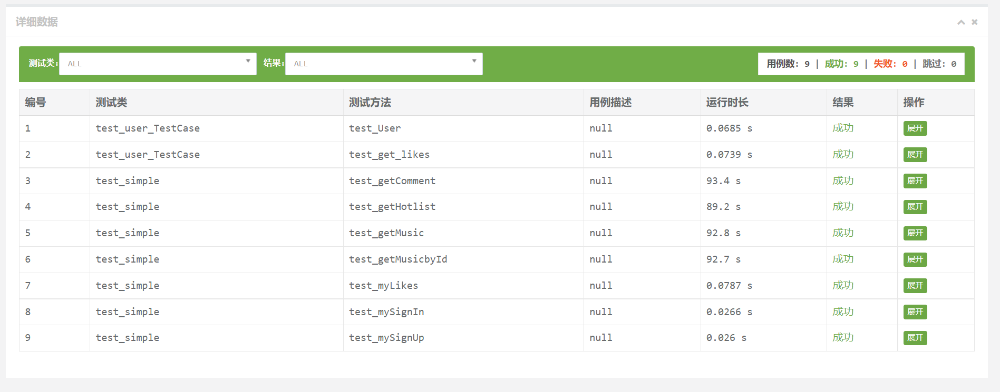 详细数据
测试类: ALL 结果: ALL 用例数: 9 | 成功: 9 | 失败: 0 | 跳过: 0
编号 测试类 测试方法 用例描述 运行时长 结果 操作
1 test_user_TestCase test_User null 0.0685 s 成功 展开
2 test_user_TestCase test_get_likes null 0.0739 s 成功 展开
3 test_simple test_getComment null 93.4 s 成功 展开
4 test_simple test_getHotlist null 89.2 s 成功 展开
5 test_simple test_getMusic null 92.8 s 成功 展开
6 test_simple test_getMusicbyId null 92.7 s 成功 展开
7 test_simple test_myLikes null 0.0787 s 成功 展开
8 test_simple test_mySignIn null 0.0266 s 成功 展开
9 test_simple test_mySignUp null 0.026 s 成功 展开